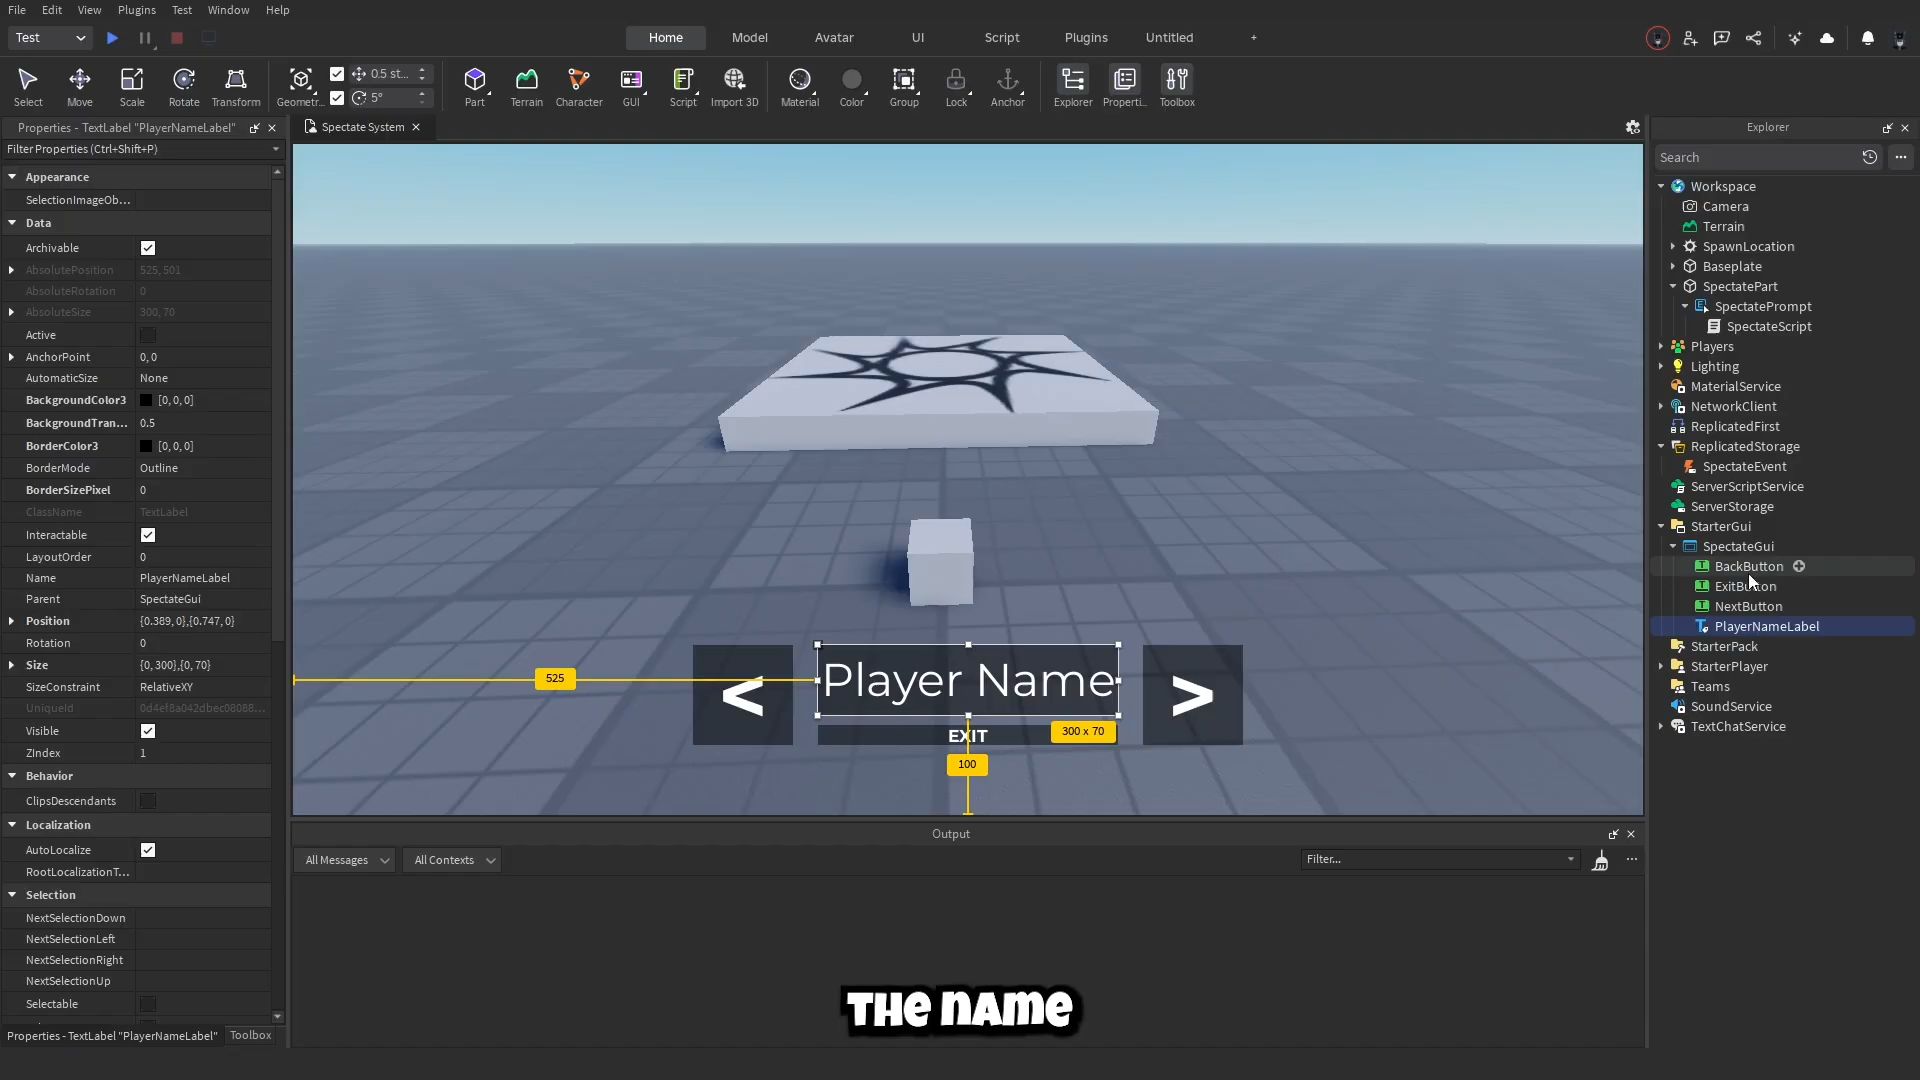 File Edit View Plugins Test Window Help
Test
Home Model Avatar UI Script Plugins Untitled +
0.5 st...
5°
Select Move Scale Rotate Transform Geometr... Part Terrain Character GUI Script Import 3D Material Color Group Lock Anchor Explorer Properti... Toolbox
Properties - TextLabel "PlayerNameLabel"
Filter Properties (Ctrl+Shift+P)
Appearance
SelectionImageOb...
Data
Archivable
AbsolutePosition 525, 501
AbsoluteRotation 0
AbsoluteSize 300, 70
Active
AnchorPoint 0, 0
AutomaticSize None
BackgroundColor3 [0, 0, 0]
BackgroundTran... 0.5
BorderColor3 [0, 0, 0]
BorderMode Outline
BorderSizePixel 0
ClassName TextLabel
Interactable
LayoutOrder 0
Name PlayerNameLabel
Parent SpectateGui
Position {0.389, 0},{0.747, 0}
Rotation 0
Size {0, 300},{0, 70}
SizeConstraint RelativeXY
UniqueId 0d4ef8a042dbec08088...
Visible
ZIndex 1
Behavior
ClipsDescendants
Localization
AutoLocalize
RootLocalizationT...
Selection
NextSelectionDown
NextSelectionLeft
NextSelectionRight
NextSelectionUp
Selectable
Properties - TextLabel "PlayerNameLabel" Toolbox
Spectate System
525
< Player Name >
EXIT
300 x 70
100
Output
All Messages All Contexts Filter...
THE NAME
Explorer
Search
Workspace
Camera
Terrain
SpawnLocation
Baseplate
SpectatePart
SpectatePrompt
SpectateScript
Players
Lighting
MaterialService
NetworkClient
ReplicatedFirst
ReplicatedStorage
SpectateEvent
ServerScriptService
ServerStorage
StarterGui
SpectateGui
BackButton
ExitButton
NextButton
PlayerNameLabel
StarterPack
StarterPlayer
Teams
SoundService
TextChatService